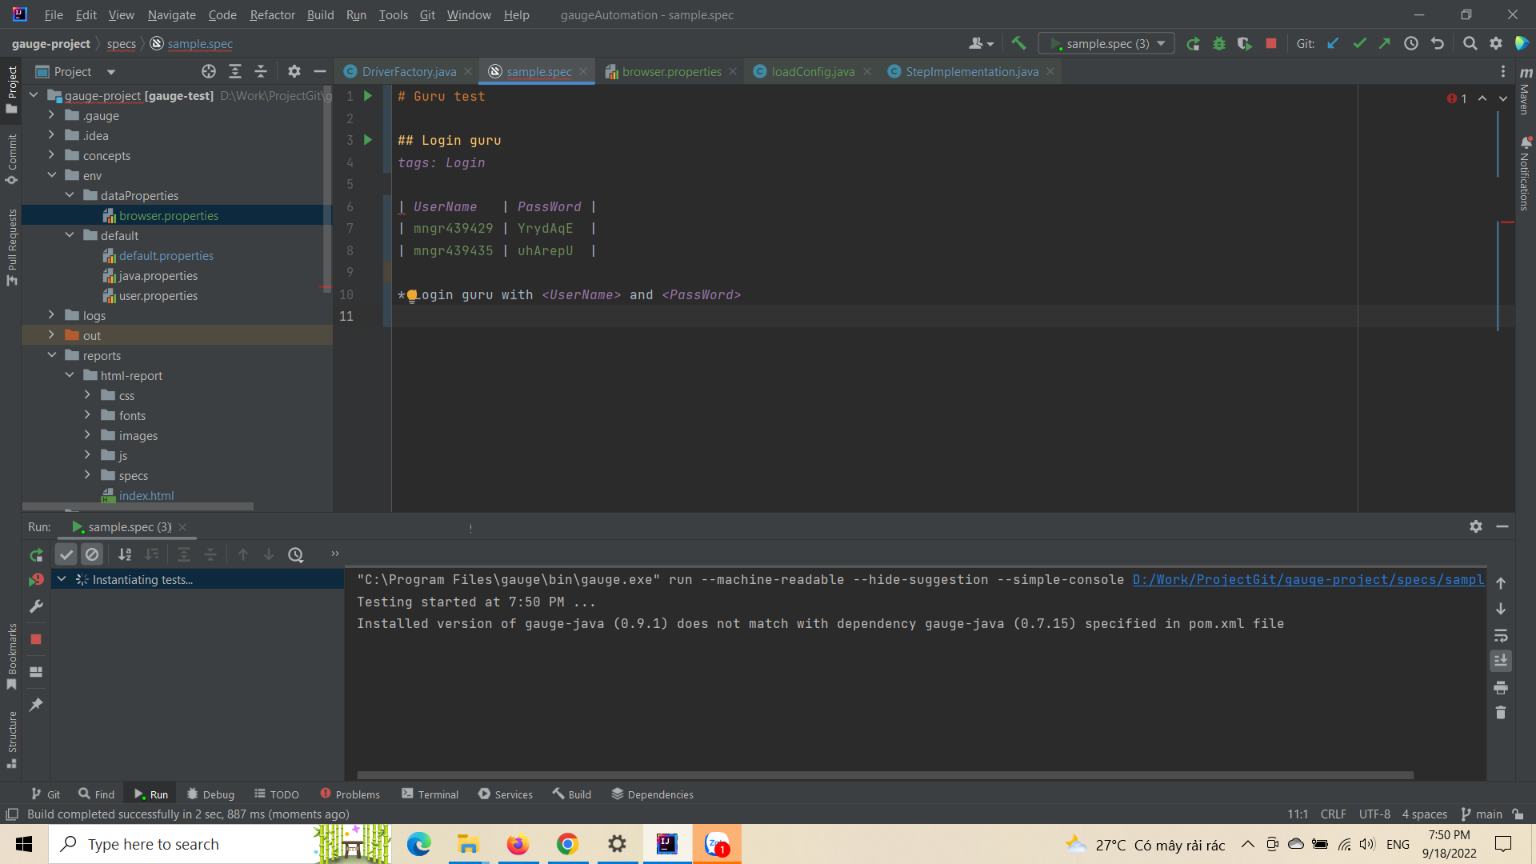 File Edit View Navigate Code Refactor Build Run Tools Git Window Help gaugeAutomation - sample.spec
gauge-project specs sample.spec
sample.spec (3) Git:
Project
DriverFactory.java sample.spec browser.properties loadConfig.java StepImplementation.java
gauge-project [gauge-test] D:\Work\ProjectGit\g
.gauge
.idea
concepts
env
dataProperties
browser.properties
default
default.properties
java.properties
user.properties
logs
out
reports
html-report
css
fonts
images
js
specs
index.html
1 # Guru test
2
3 ## Login guru
4 tags: Login
5
6 | UserName | PassWord |
7 | mngr439429 | YrydAqE |
8 | mngr439435 | uhArepU |
9
10 * Login guru with <UserName> and <PassWord>
11
1
Project
Commit
Pull Requests
Bookmarks
Structure
Maven
Notifications
Run: sample.spec (3)
Instantiating tests...
"C:\Program Files\gauge\bin\gauge.exe" run --machine-readable --hide-suggestion --simple-console D:/Work/ProjectGit/gauge-project/specs/sampl
Testing started at 7:50 PM ...
Installed version of gauge-java (0.9.1) does not match with dependency gauge-java (0.7.15) specified in pom.xml file
Git Find Run Debug TODO Problems Terminal Services Build Dependencies
Build completed successfully in 2 sec, 887 ms (moments ago) 11:1 CRLF UTF-8 4 spaces main
Type here to search
1
27°C Có mây rải rác
ENG
7:50 PM
9/18/2022